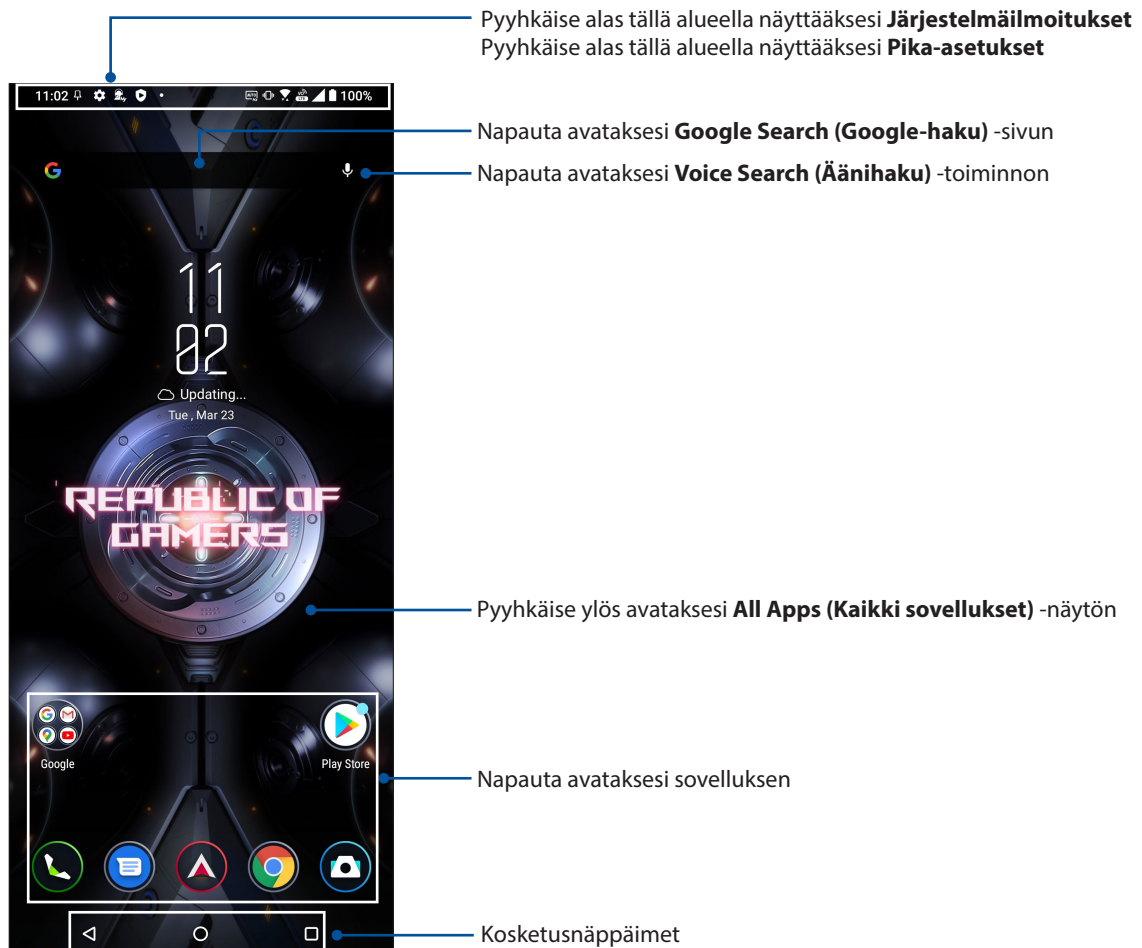 Pyyhkäise alas tällä alueella näyttääksesi Järjestelmäilmoitukset
Pyyhkäise alas tällä alueella näyttääksesi Pika-asetukset
11:02
100%
Napauta avataksesi Google Search (Google-haku) -sivun
Napauta avataksesi Voice Search (Äänihaku) -toiminnon
11
02
Updating...
Tue , Mar 23
REPUBLIC OF
GAMERS
Pyyhkäise ylös avataksesi All Apps (Kaikki sovellukset) -näytön
Google
Play Store
Napauta avataksesi sovelluksen
Kosketusnäppäimet